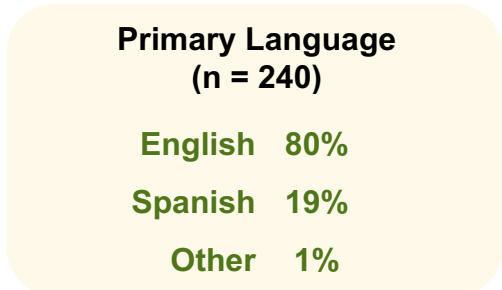 Primary Language
(n = 240)
English 80%
Spanish 19%
Other 1%